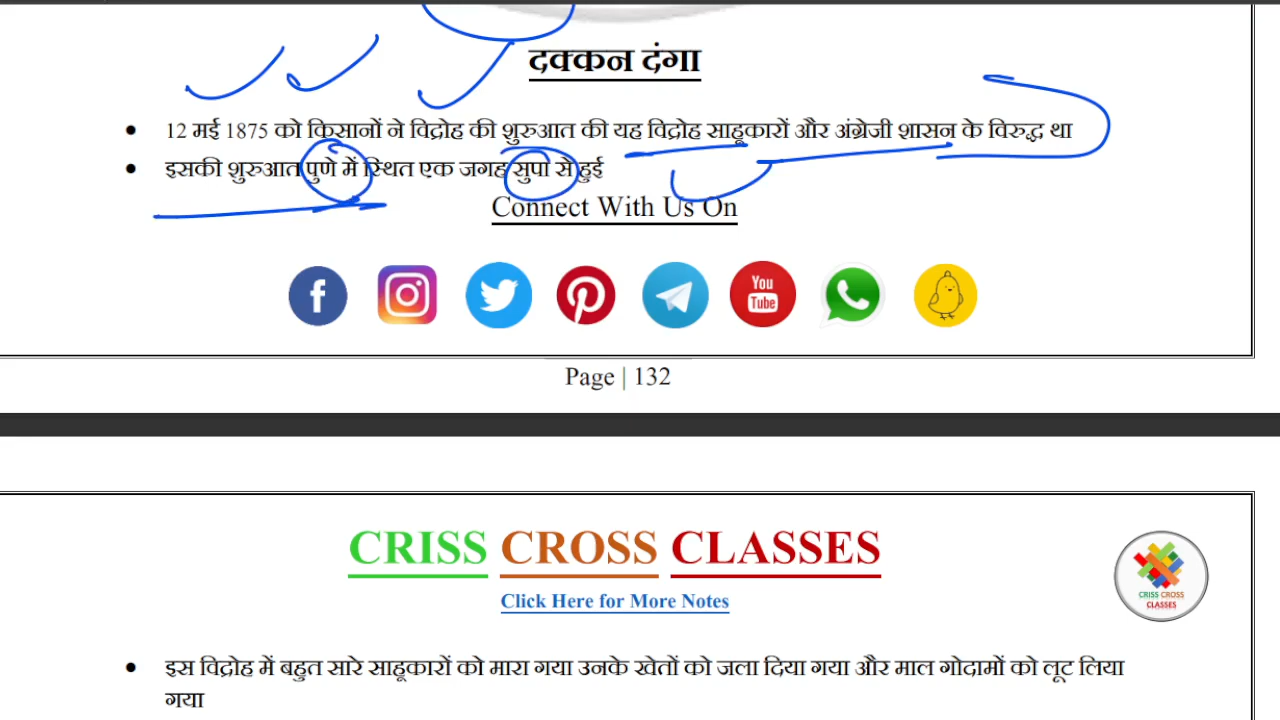 दक्कन दंगा
• 12 मई 1875 को किसानों ने विद्रोह की शुरुआत की यह विद्रोह साहूकारों और अंग्रेजी शासन के विरुद्ध था
• इसकी शुरुआत पुणे में स्थित एक जगह सुपा से हुई
Connect With Us On
You
Tube
Page | 132
CRISS CROSS CLASSES
Click Here for More Notes
CRISS CROSS
CLASSES
• इस विद्रोह में बहुत सारे साहूकारों को मारा गया उनके खेतों को जला दिया गया और माल गोदामों को लूट लिया
गया